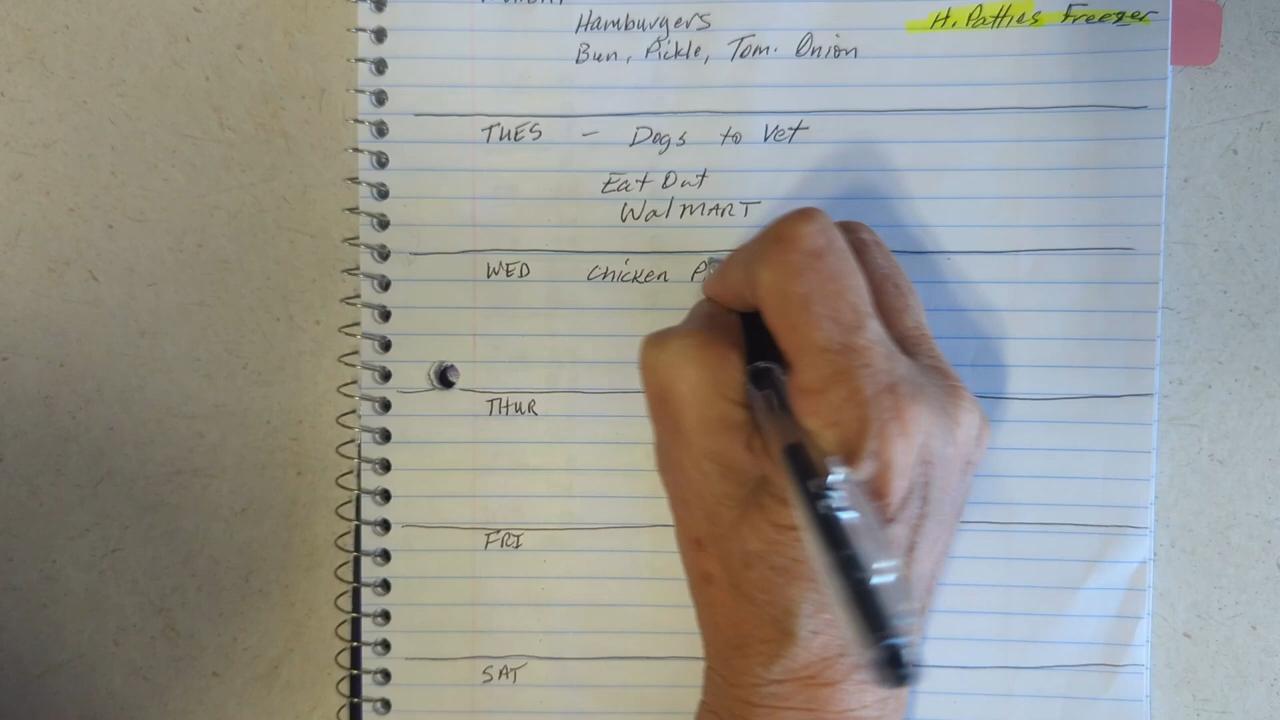 Hamburgers
H. Patties Freezer
Bun, Pickle, Tom. Onion
TUES - Dogs to Vet
Eat Out
WalMART
WED Chicken P
THUR
FRI
SAT